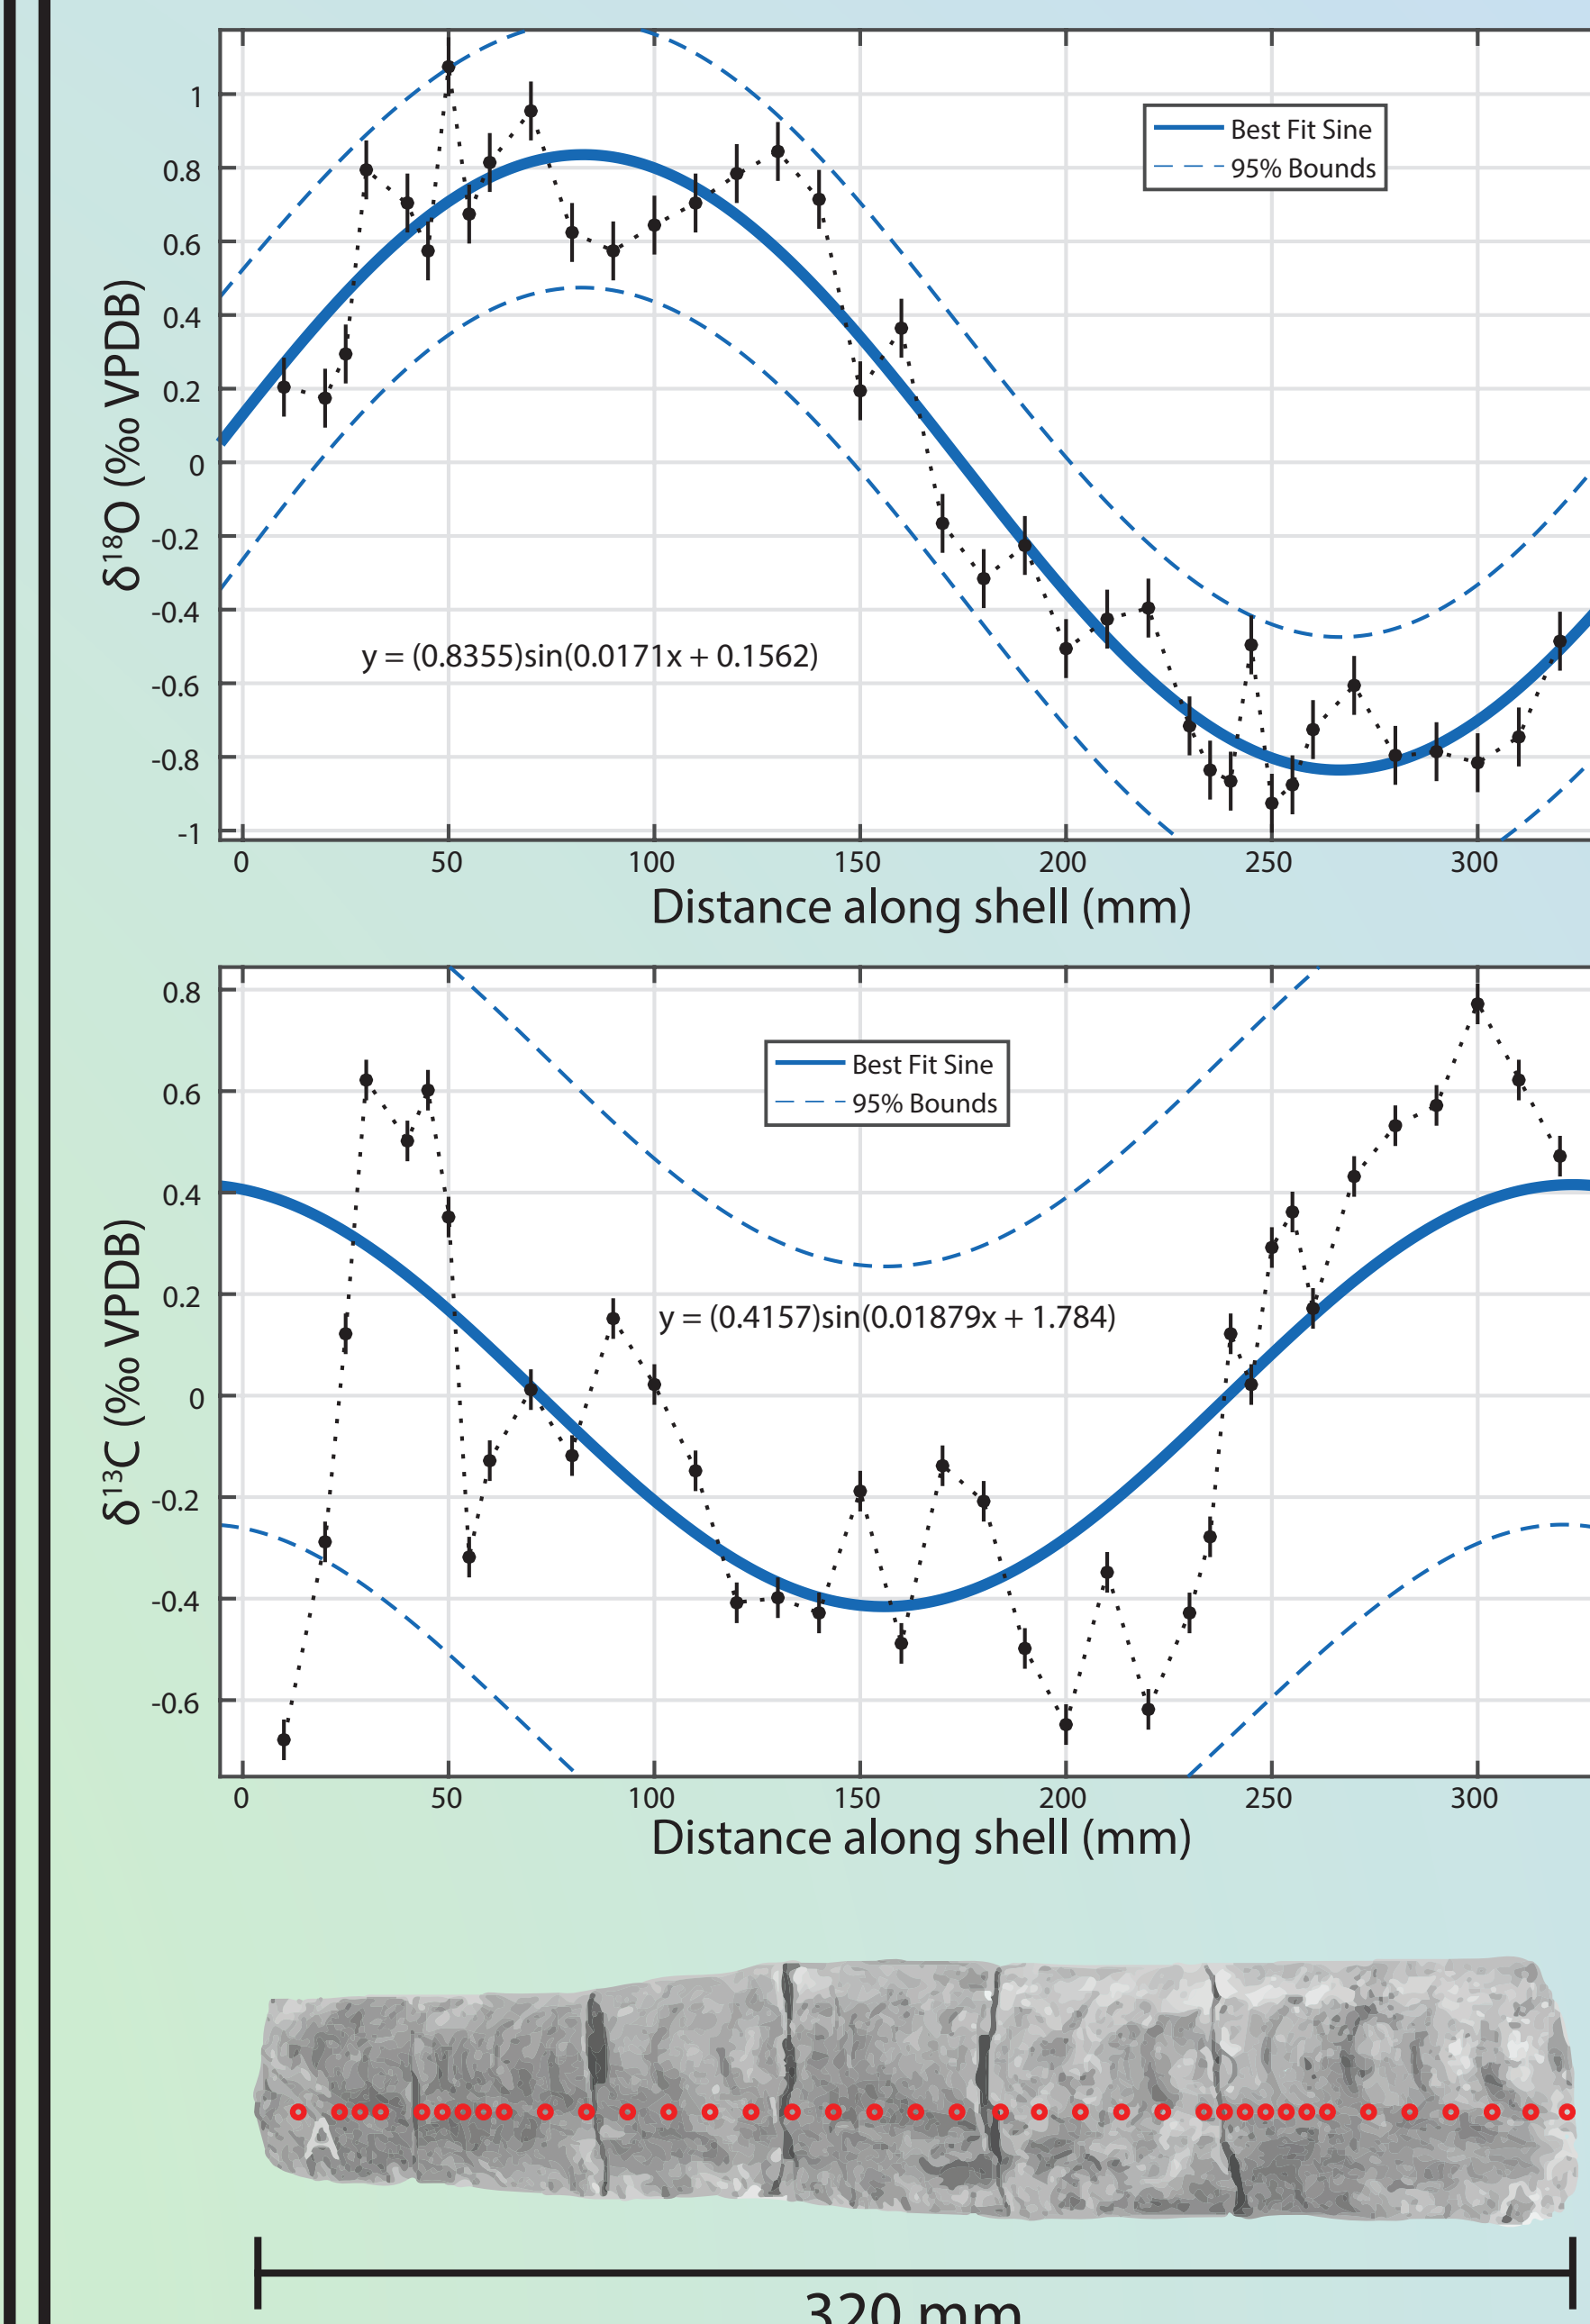 1
0.8
0.6
0.4
0.2
0
-0.2
-0.4
-0.6
-0.8
-1
δ¹⁸O (‰ VPDB)
Best Fit Sine
95% Bounds
y = (0.8355)sin(0.0171x + 0.1562)
0 50 100 150 200 250 300
Distance along shell (mm)
0.8
0.6
0.4
0.2
0
-0.2
-0.4
-0.6
δ¹³C (‰ VPDB)
Best Fit Sine
95% Bounds
y = (0.4157)sin(0.01879x + 1.784)
0 50 100 150 200 250 300
Distance along shell (mm)
A
320 mm